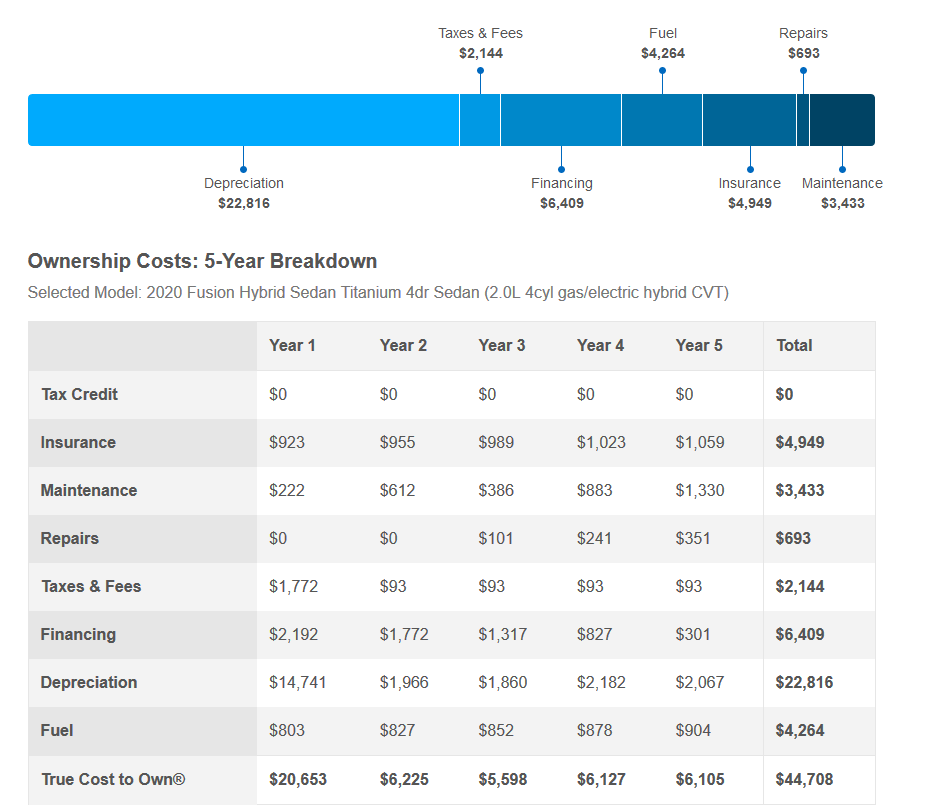 Taxes & Fees Fuel Repairs
$2,144 $4,264 $693
Depreciation Financing Insurance Maintenance
$22,816 $6,409 $4,949 $3,433
Ownership Costs: 5-Year Breakdown
Selected Model: 2020 Fusion Hybrid Sedan Titanium 4dr Sedan (2.0L 4cyl gas/electric hybrid CVT)
Year 1 Year 2 Year 3 Year 4 Year 5 Total
Tax Credit $0 $0 $0 $0 $0 $0
Insurance $923 $955 $989 $1,023 $1,059 $4,949
Maintenance $222 $612 $386 $883 $1,330 $3,433
Repairs $0 $0 $101 $241 $351 $693
Taxes & Fees $1,772 $93 $93 $93 $93 $2,144
Financing $2,192 $1,772 $1,317 $827 $301 $6,409
Depreciation $14,741 $1,966 $1,860 $2,182 $2,067 $22,816
Fuel $803 $827 $852 $878 $904 $4,264
True Cost to Own® $20,653 $6,225 $5,598 $6,127 $6,105 $44,708